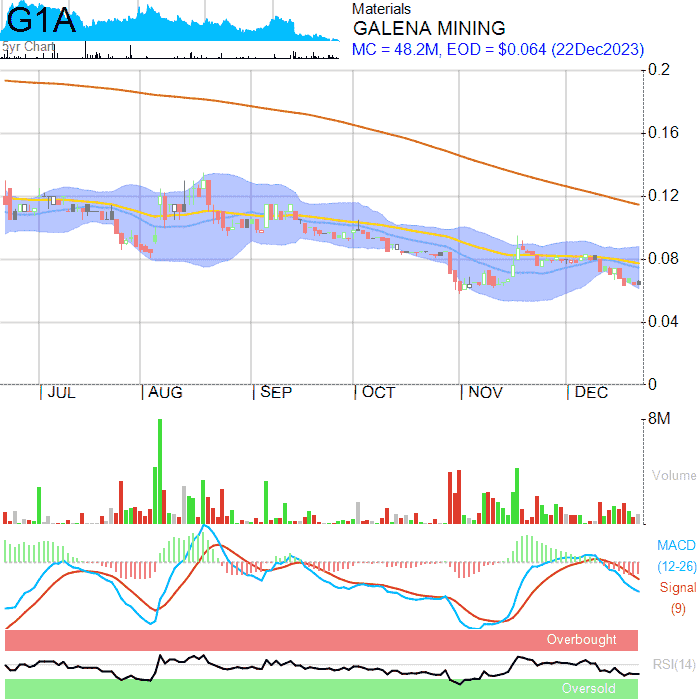 G1A
5yr Chart
Materials
GALENA MINING
MC = 48.2M, EOD = $0.064 (22Dec2023)
0.2
0.16
0.12
0.08
0.04
0
JUL AUG SEP OCT NOV DEC
8M
Volume
MACD
(12-26)
Signal
(9)
Overbought
RSI(14)
Oversold